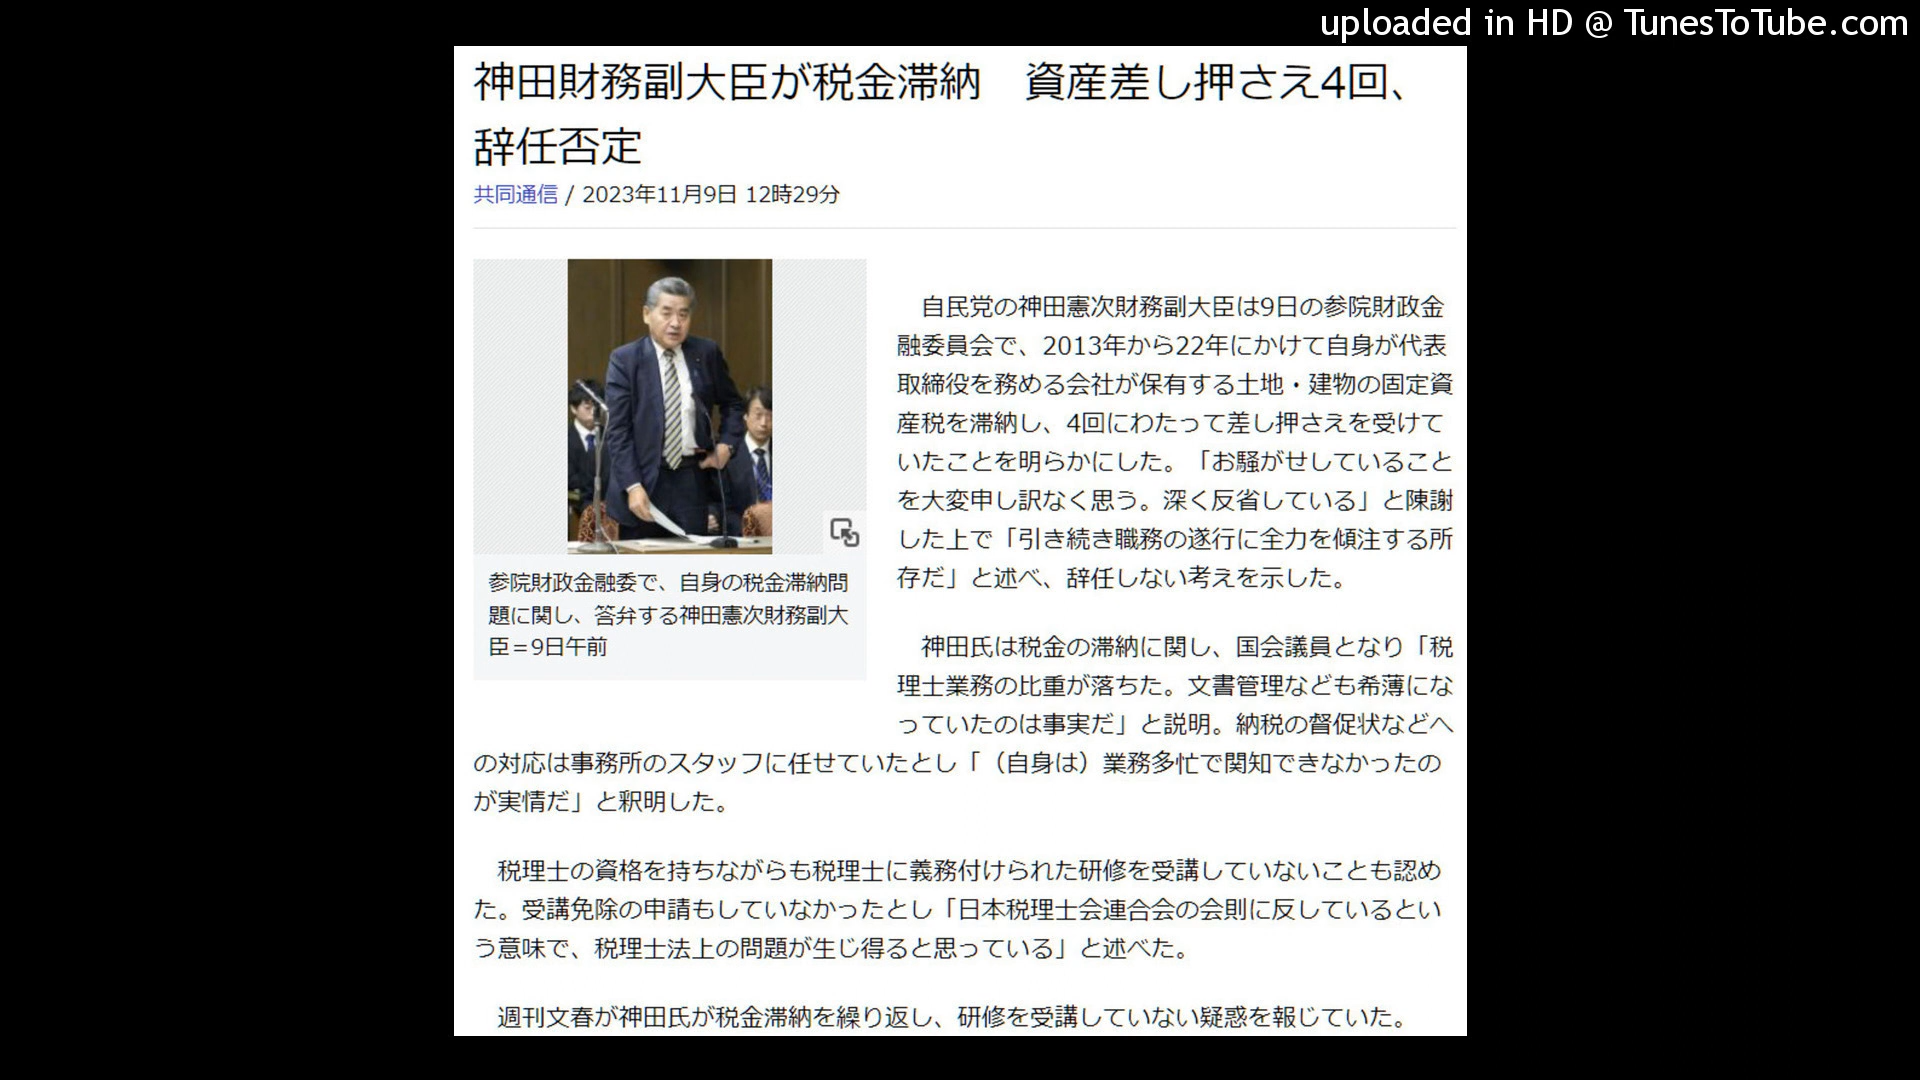 uploaded in HD @ TunesToTube.com
神田財務副大臣が税金滞納　資産差し押さえ4回、
辞任否定
共同通信 / 2023年11月9日 12時29分
参院財政金融委で、自身の税金滞納問
題に関し、答弁する神田憲次財務副大
臣＝9日午前
自民党の神田憲次財務副大臣は9日の参院財政金
融委員会で、2013年から22年にかけて自身が代表
取締役を務める会社が保有する土地・建物の固定資
産税を滞納し、4回にわたって差し押さえを受けて
いたことを明らかにした。「お騒がせしていること
を大変申し訳なく思う。深く反省している」と陳謝
した上で「引き続き職務の遂行に全力を傾注する所
存だ」と述べ、辞任しない考えを示した。
神田氏は税金の滞納に関し、国会議員となり「税
理士業務の比重が落ちた。文書管理なども希薄にな
っていたのは事実だ」と説明。納税の督促状などへ
の対応は事務所のスタッフに任せていたとし「（自身は）業務多忙で関知できなかったの
が実情だ」と釈明した。
税理士の資格を持ちながらも税理士に義務付けられた研修を受講していないことも認め
た。受講免除の申請もしていなかったとし「日本税理士会連合会の会則に反しているとい
う意味で、税理士法上の問題が生じ得ると思っている」と述べた。
週刊文春が神田氏が税金滞納を繰り返し、研修を受講していない疑惑を報じていた。